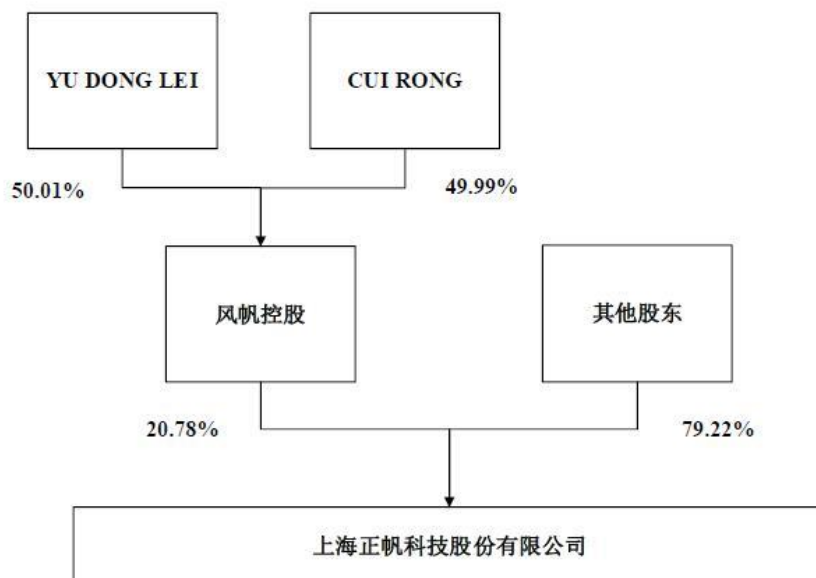 YU DONG LEI
CUI RONG
50.01%
49.99%
风帆控股
其他股东
20.78%
79.22%
上海正帆科技股份有限公司